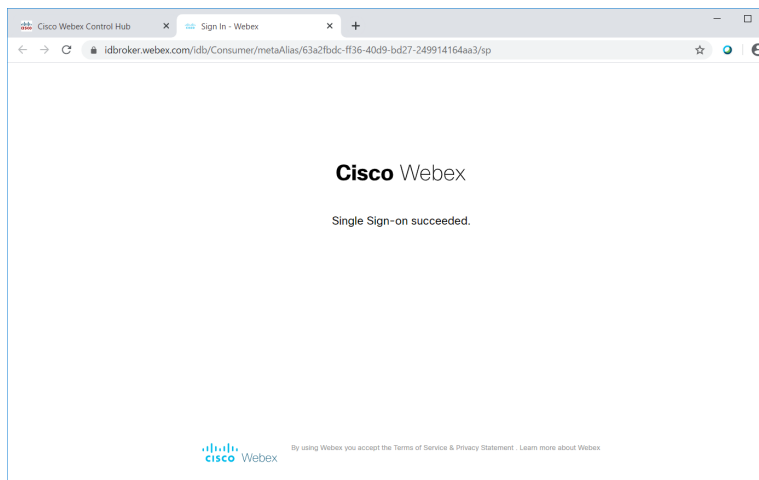 Cisco Webex Control Hub
Sign In - Webex
idbroker.webex.com/idb/Consumer/metaAlias/63a2fbdc-ff36-40d9-bd27-249914164aa3/sp
Cisco Webex
Single Sign-on succeeded.
CISCO Webex
By using Webex you accept the Terms of Service & Privacy Statement . Learn more about Webex